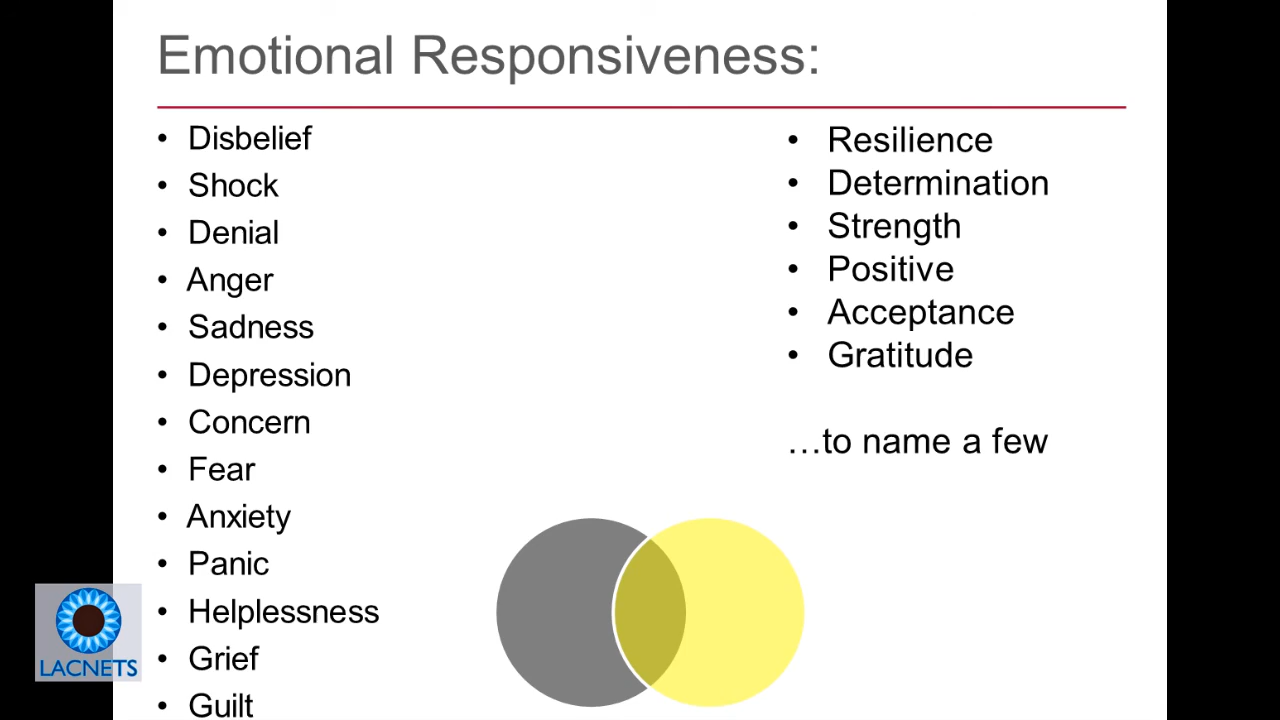 Emotional Responsiveness:
• Disbelief
• Shock
• Denial
• Anger
• Sadness
• Depression
• Concern
• Fear
• Anxiety
• Panic
• Helplessness
• Grief
• Guilt
• Resilience
• Determination
• Strength
• Positive
• Acceptance
• Gratitude
…to name a few
LACNETS